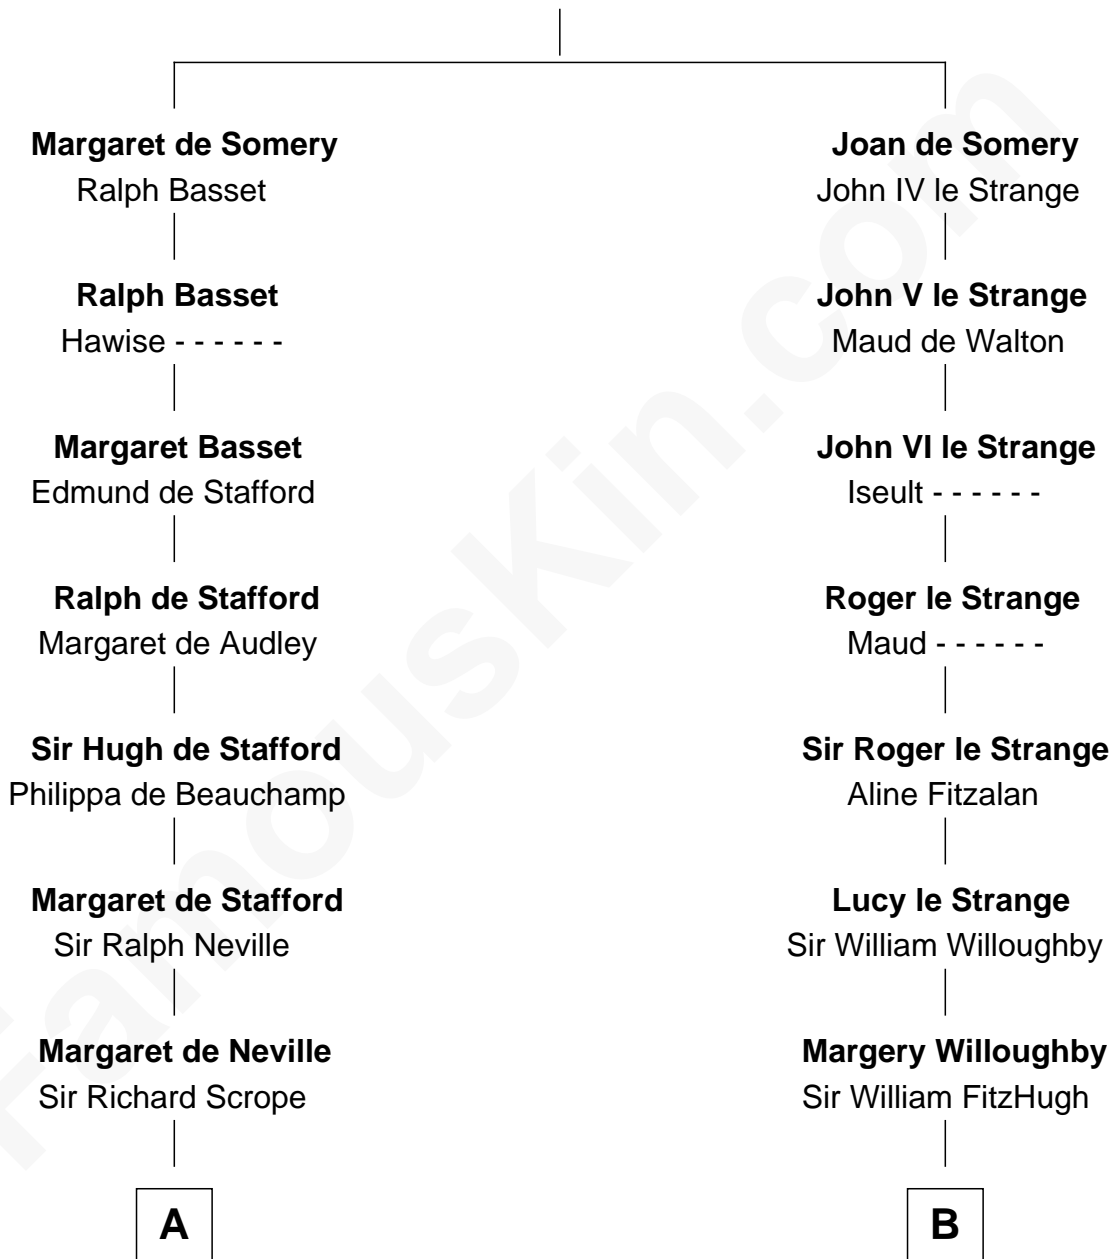 Margaret de Somery
Ralph Basset
Ralph Basset
Hawise - - - - - -
Margaret Basset
Edmund de Stafford
Ralph de Stafford
Margaret de Audley
Sir Hugh de Stafford
Philippa de Beauchamp
Margaret de Stafford
Sir Ralph Neville
Margaret de Neville
Sir Richard Scrope
A
Joan de Somery
John IV le Strange
John V le Strange
Maud de Walton
John VI le Strange
Iseult - - - - - -
Roger le Strange
Maud - - - - - -
Sir Roger le Strange
Aline Fitzalan
Lucy le Strange
Sir William Willoughby
Margery Willoughby
Sir William FitzHugh
B
FamousKin.com